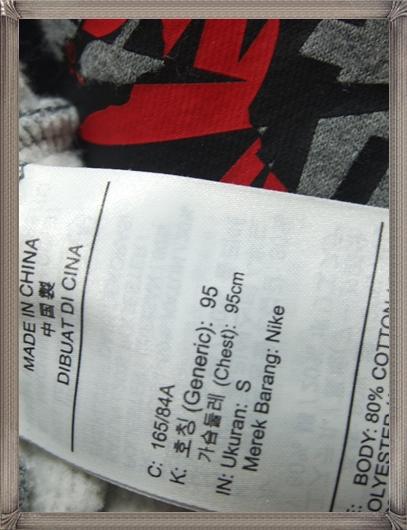 MADE IN CHINA
中国製
DIBUAT DI CINA
C: 165/84A
K: 호칭 (Generic): 95
가슴둘레 (Chest): 95cm
IN: Ukuran: S
Merek Barang: Nike
BODY: 80% COTTON
OLYESTER